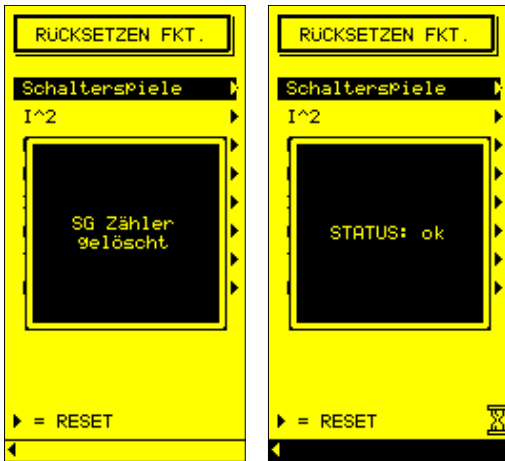 RÜCKSETZEN FKT.
Schalterspiele
I^2
SG Zähler
gelöscht
= RESET
RÜCKSETZEN FKT.
Schalterspiele
I^2
STATUS: ok
= RESET